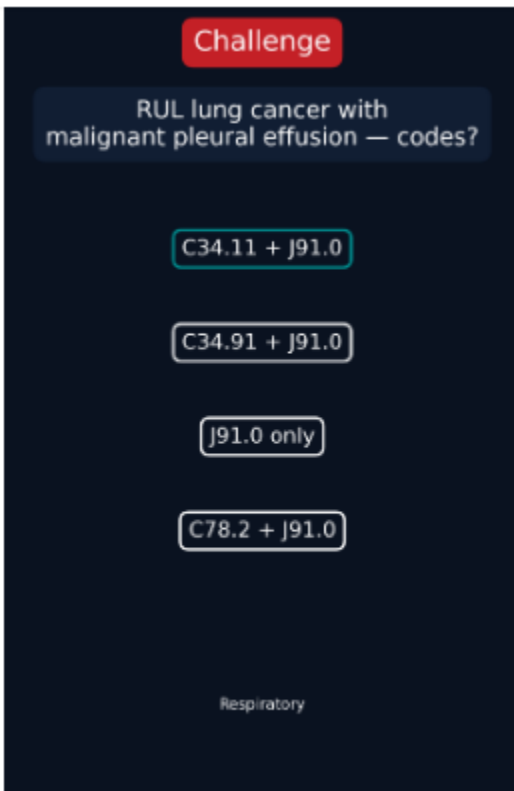 Challenge
RUL lung cancer with
malignant pleural effusion — codes?
C34.11 + J91.0
C34.91 + J91.0
J91.0 only
C78.2 + J91.0
Respiratory